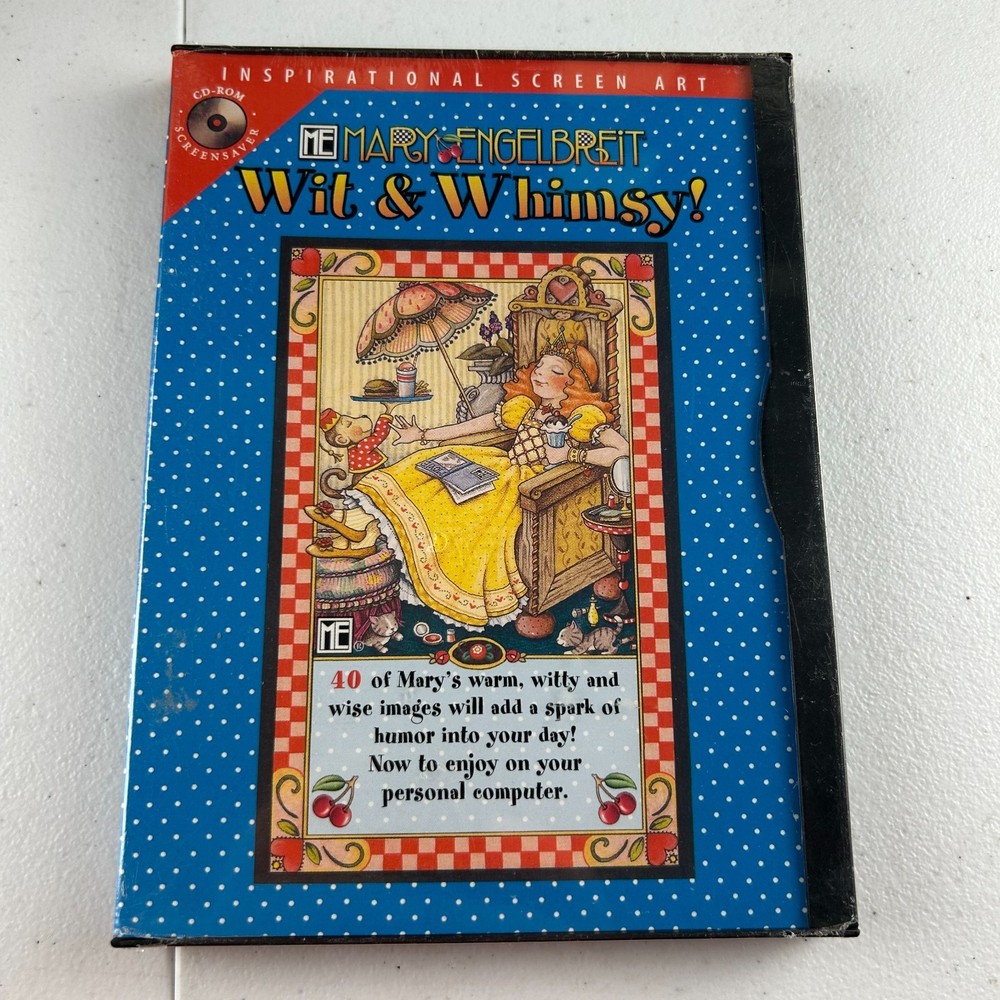 INSPIRATIONAL SCREEN ART
CD-ROM
SCREENSAVER
ME MARY ENGELBREIT
Wit & Whimsy!
ME®
40 of Mary's warm, witty and
wise images will add a spark of
humor into your day!
Now to enjoy on your
personal computer.